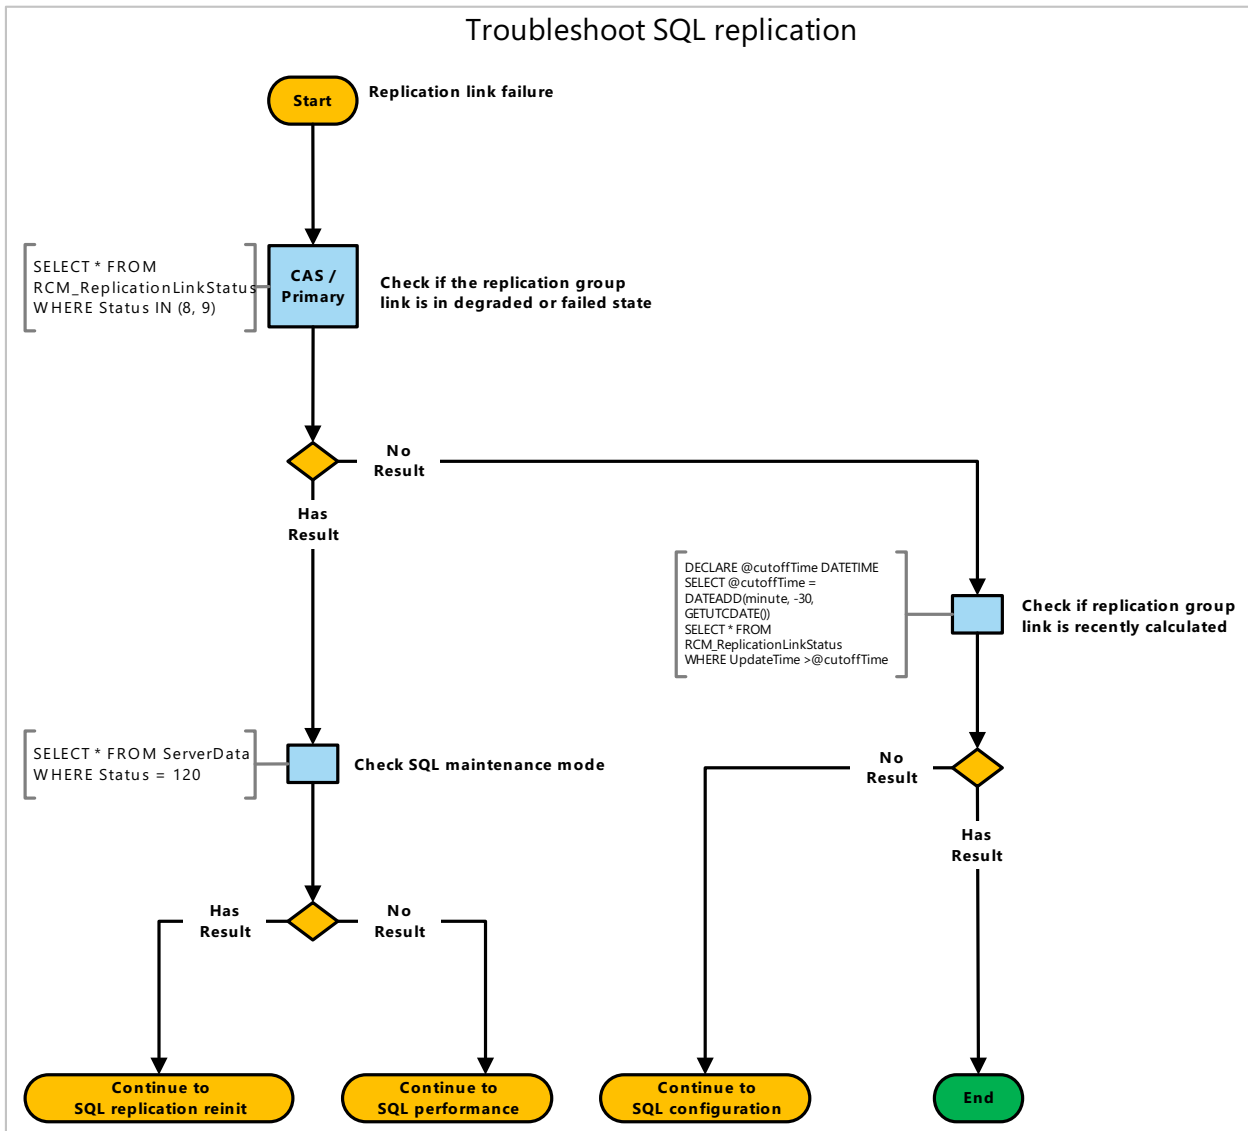 Troubleshoot SQL replication
Start
Replication link failure
SELECT * FROM
RCM_ReplicationLinkStatus
WHERE Status IN (8, 9)
CAS /
Primary
Check if the replication group
link is in degraded or failed state
No
Result
Has
Result
DECLARE @cutoffTime DATETIME
SELECT @cutoffTime =
DATEADD(minute, -30,
GETUTCDATE())
SELECT * FROM
RCM_ReplicationLinkStatus
WHERE UpdateTime >@cutoffTime
Check if replication group
link is recently calculated
SELECT * FROM ServerData
WHERE Status = 120
Check SQL maintenance mode
No
Result
Has
Result
Has
Result
No
Result
Continue to
SQL replication reinit
Continue to
SQL performance
Continue to
SQL configuration
End